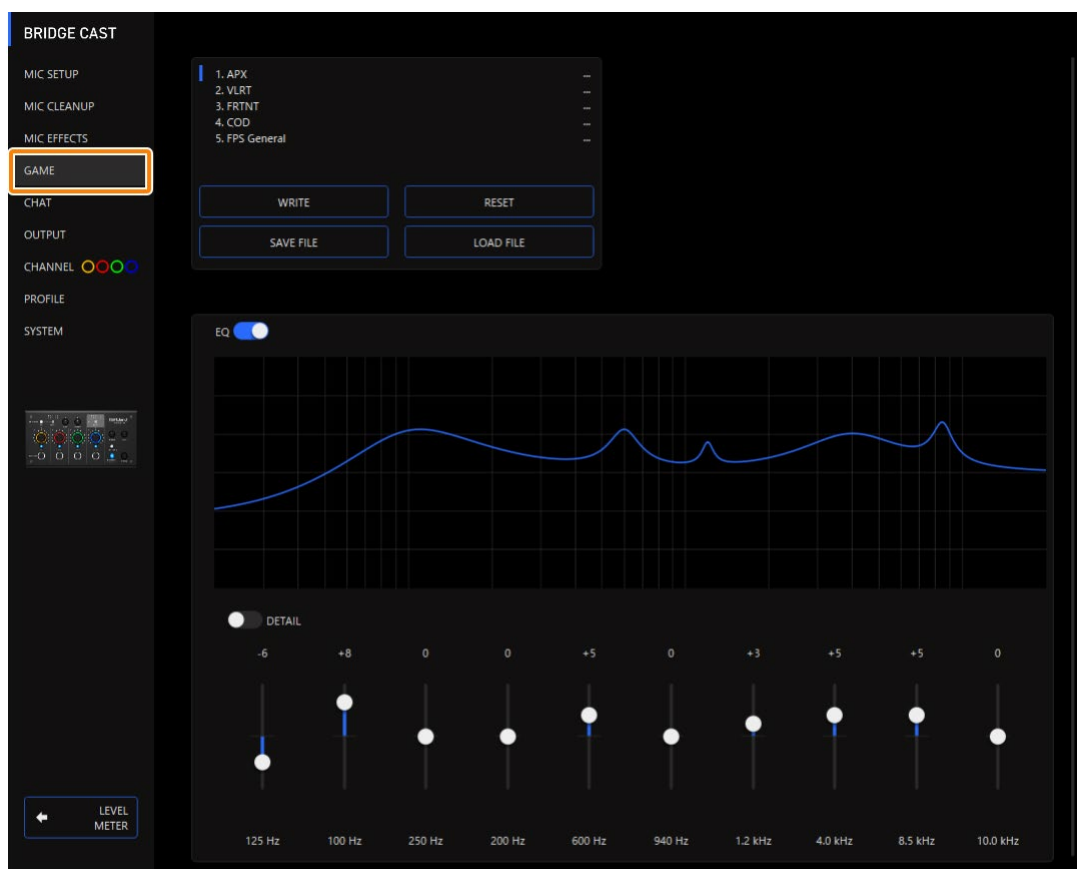 BRIDGE CAST
MIC SETUP
MIC CLEANUP
MIC EFFECTS
GAME
CHAT
OUTPUT
CHANNEL
PROFILE
SYSTEM
LEVEL
METER
1. APX –
2. VLRT –
3. FRTNT –
4. COD –
5. FPS General –
WRITE RESET
SAVE FILE LOAD FILE
EQ
DETAIL
-6 +8 0 0 +5 0 +3 +5 +5 0
125 Hz 100 Hz 250 Hz 200 Hz 600 Hz 940 Hz 1.2 kHz 4.0 kHz 8.5 kHz 10.0 kHz